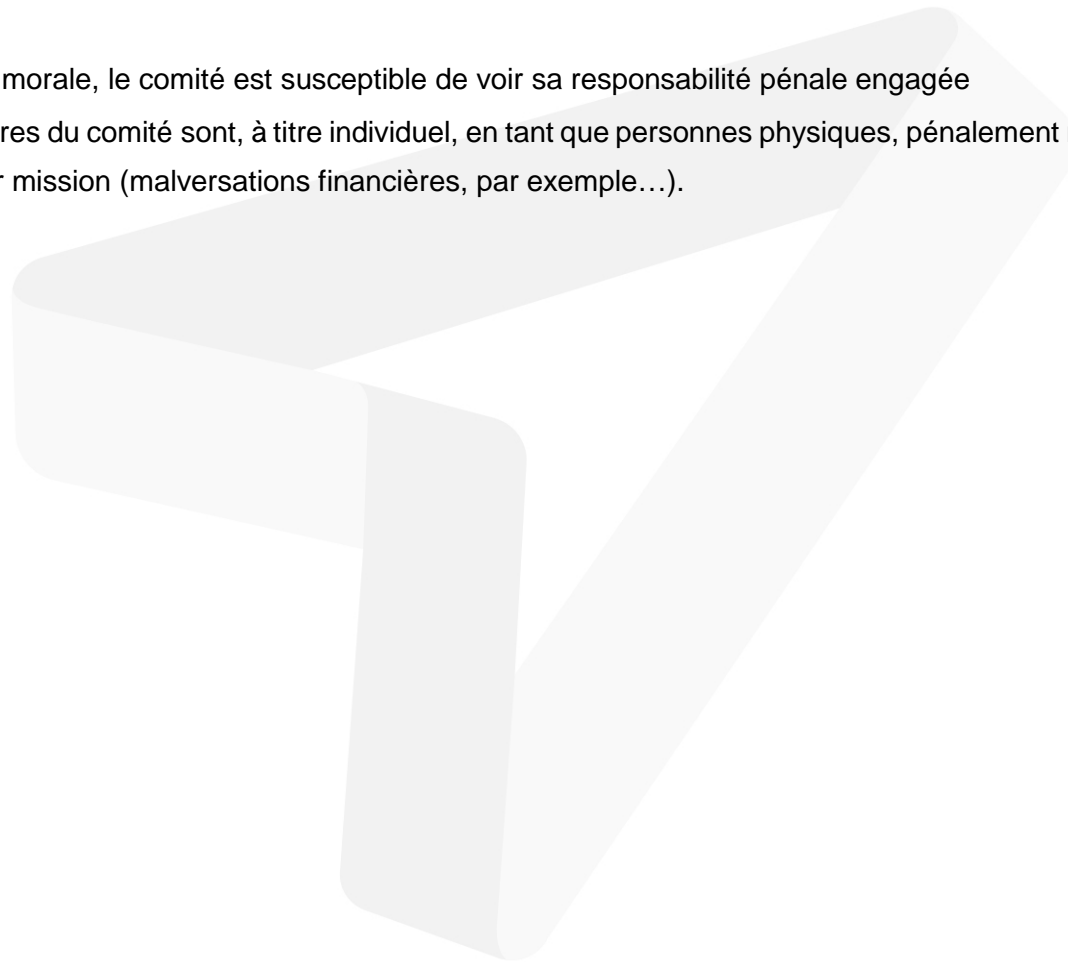 morale, le comité est susceptible de voir sa responsabilité pénale engagée
res du comité sont, à titre individuel, en tant que personnes physiques, pénalement
mission (malversations financières, par exemple…).